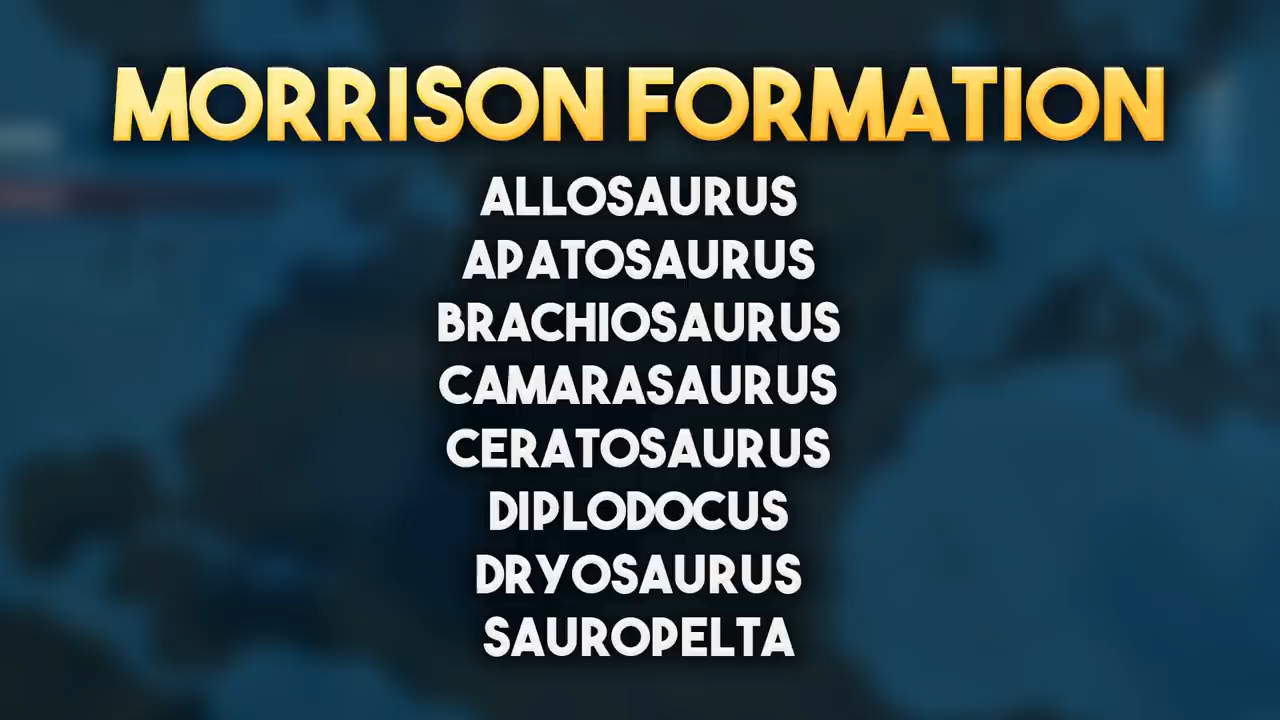 MORRISON FORMATION
ALLOSAURUS
APATOSAURUS
BRACHIOSAURUS
CAMARASAURUS
CERATOSAURUS
DIPLODOCUS
DRYOSAURUS
SAUROPELTA